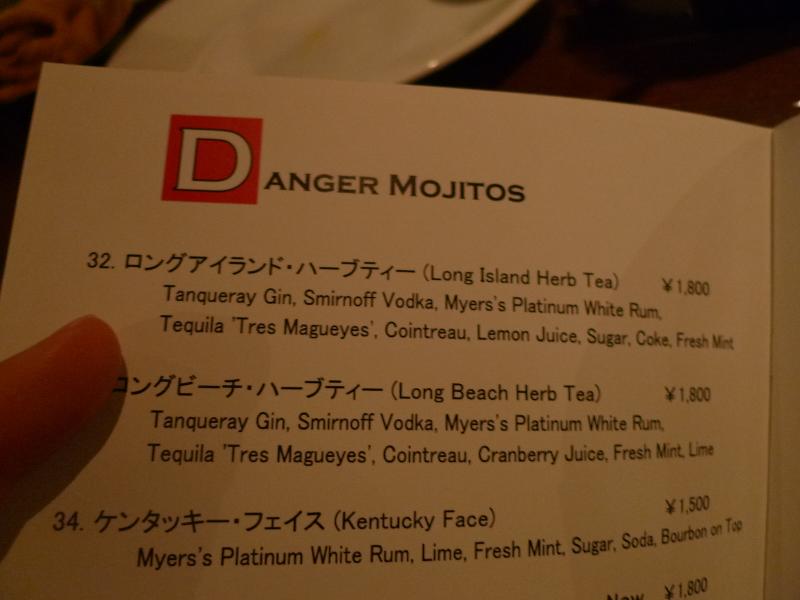 DANGER MOJITOS
32. ロングアイランド・ハーブティー (Long Island Herb Tea) ¥1,800
Tanqueray Gin, Smirnoff Vodka, Myers's Platinum White Rum,
Tequila 'Tres Magueyes', Cointreau, Lemon Juice, Sugar, Coke, Fresh Mint
ロングビーチ・ハーブティー (Long Beach Herb Tea) ¥1,800
Tanqueray Gin, Smirnoff Vodka, Myers's Platinum White Rum,
Tequila 'Tres Magueyes', Cointreau, Cranberry Juice, Fresh Mint, Lime
34. ケンタッキー・フェイス (Kentucky Face) ¥1,500
Myers's Platinum White Rum, Lime, Fresh Mint, Sugar, Soda, Bourbon on Top
¥1,800